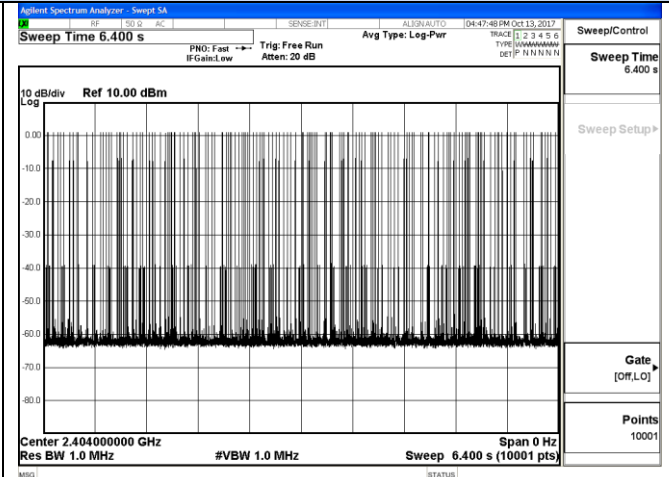 Agilent Spectrum Analyzer - Swept SA
RF 50 Ω AC SENSE:INT ALIGN AUTO 04:47:48 PM Oct 13, 2017
Sweep Time 6.400 s
PNO: Fast
IFGain:Low
Trig: Free Run
Atten: 20 dB
Avg Type: Log-Pwr
TRACE 1 2 3 4 5 6
TYPE
DET P N N N N N
Sweep/Control
Sweep Time
6.400 s
Sweep Setup
Gate
[Off,LO]
Points
10001
10 dB/div Ref 10.00 dBm
Log
0.00
-10.0
-20.0
-30.0
-40.0
-50.0
-60.0
-70.0
-80.0
Center 2.404000000 GHz Span 0 Hz
Res BW 1.0 MHz #VBW 1.0 MHz Sweep 6.400 s (10001 pts)
MSG STATUS